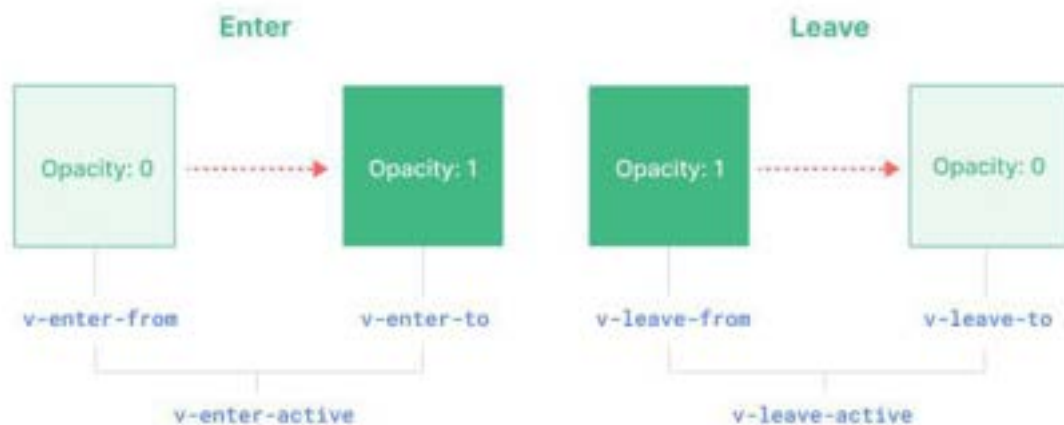 Enter Leave
Opacity: 0 Opacity: 1 Opacity: 1 Opacity: 0
v-enter-from v-enter-to v-leave-from v-leave-to
v-enter-active v-leave-active